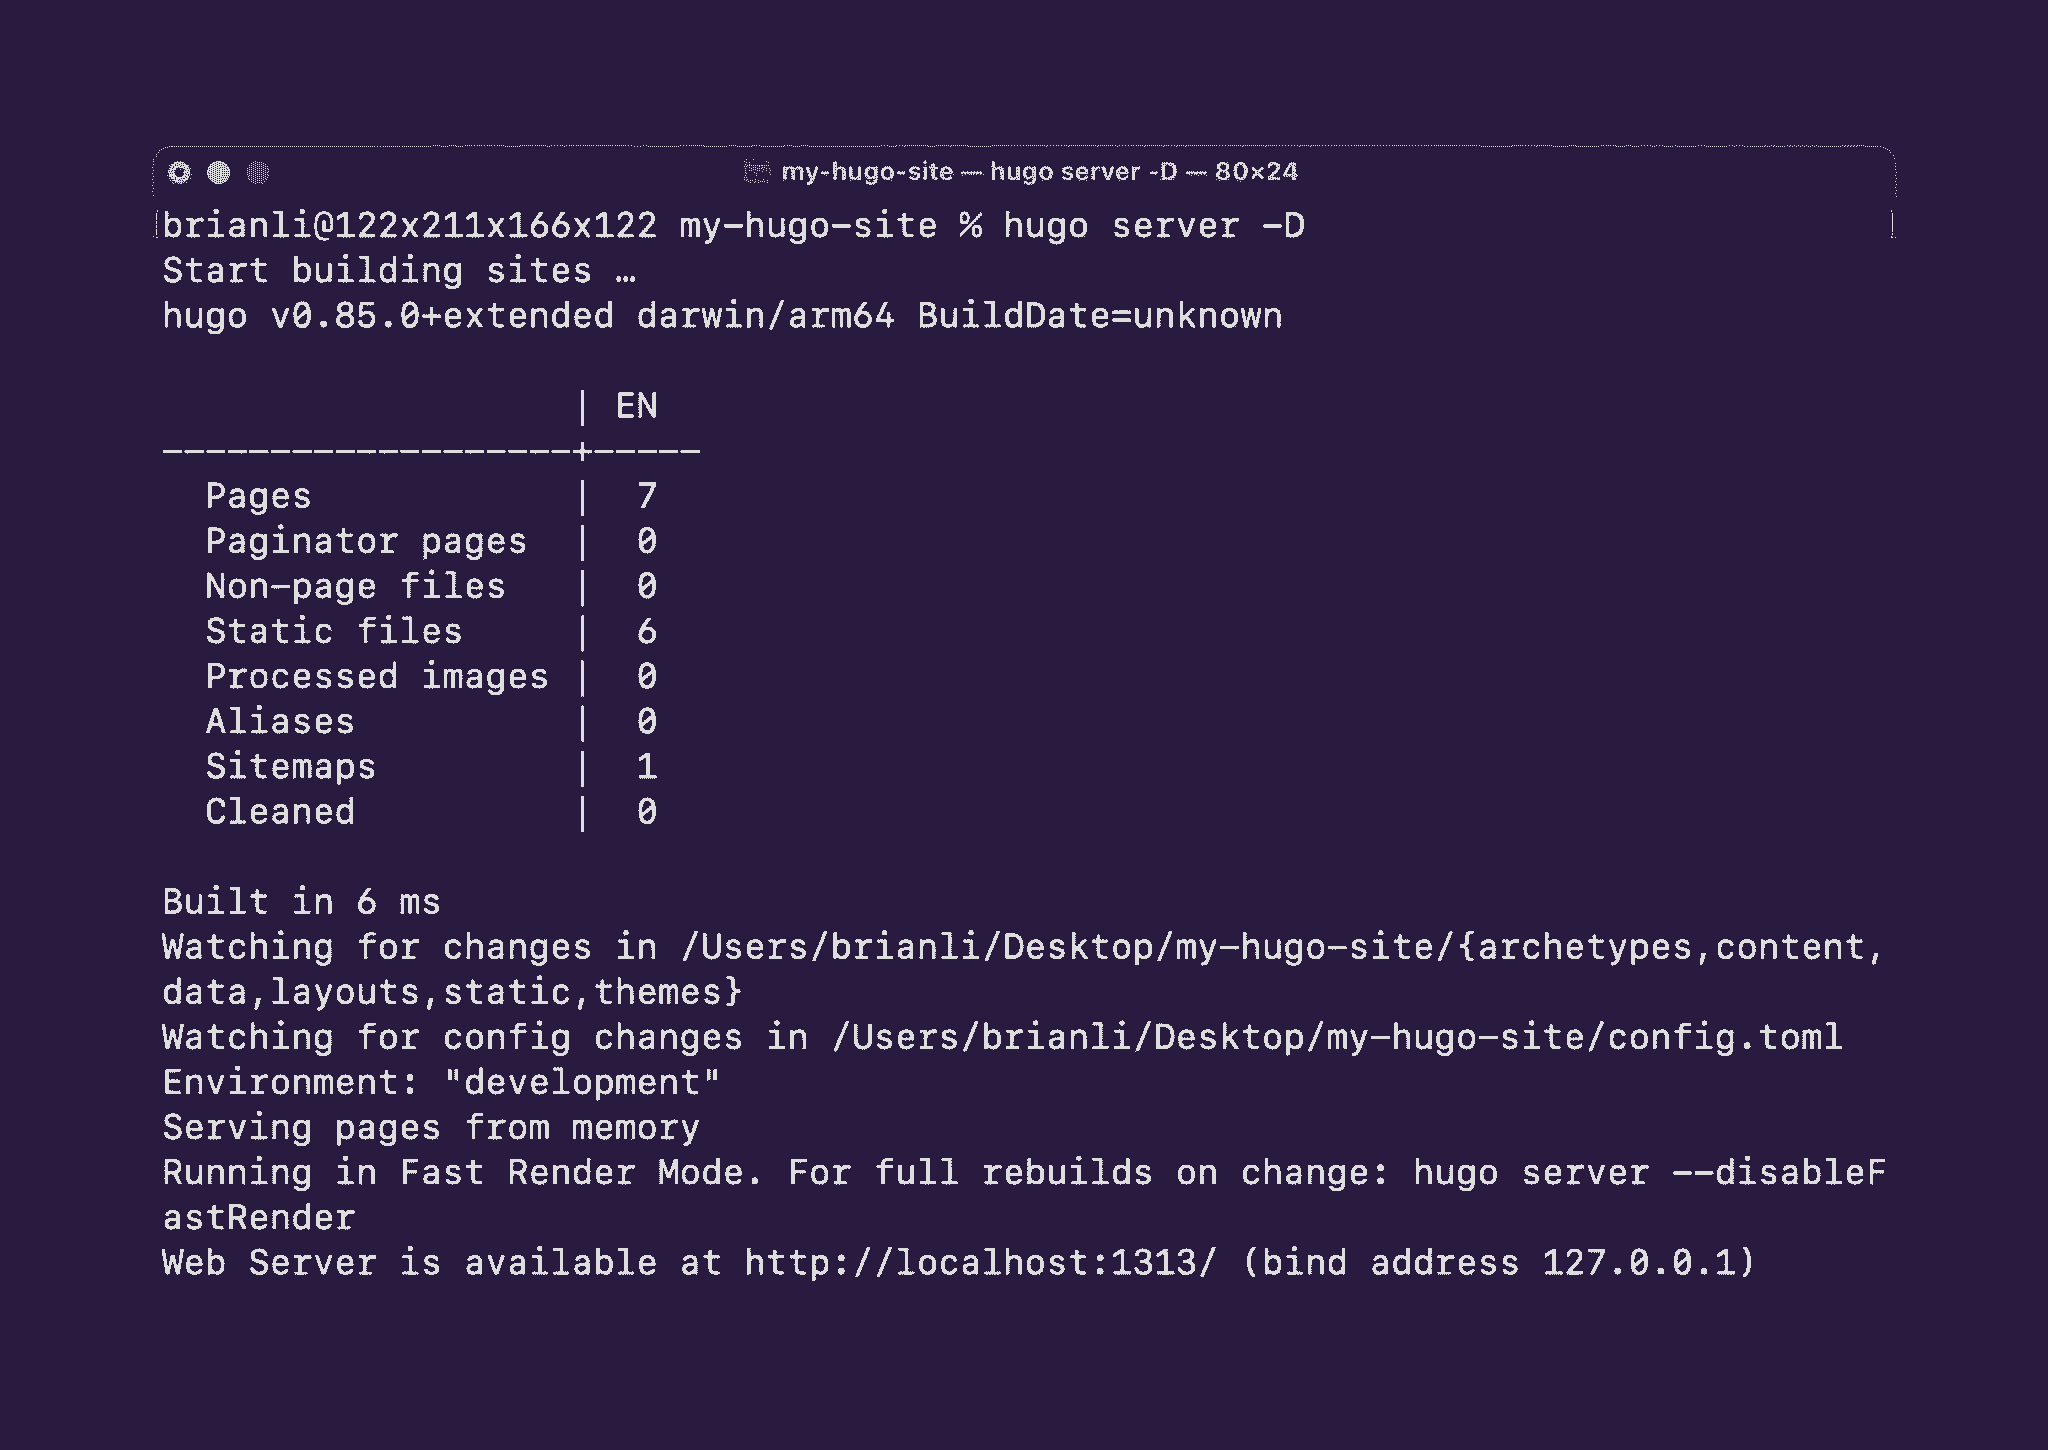 my-hugo-site — hugo server -D — 80×24
brianli@122x211x166x122 my-hugo-site % hugo server -D
Start building sites …
hugo v0.85.0+extended darwin/arm64 BuildDate=unknown
                   | EN
-------------------+-----
  Pages            |  7
  Paginator pages  |  0
  Non-page files   |  0
  Static files     |  6
  Processed images |  0
  Aliases          |  0
  Sitemaps         |  1
  Cleaned          |  0
Built in 6 ms
Watching for changes in /Users/brianli/Desktop/my-hugo-site/{archetypes,content,
data,layouts,static,themes}
Watching for config changes in /Users/brianli/Desktop/my-hugo-site/config.toml
Environment: "development"
Serving pages from memory
Running in Fast Render Mode. For full rebuilds on change: hugo server --disableF
astRender
Web Server is available at http://localhost:1313/ (bind address 127.0.0.1)